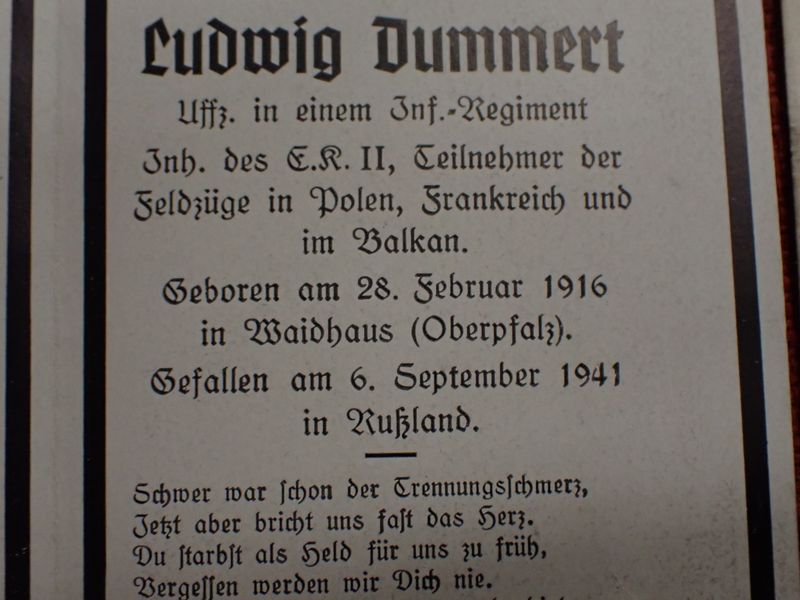 Ludwig Dummert
Uffz. in einem Inf.-Regiment
Inh. des E.K. II, Teilnehmer der
Feldzüge in Polen, Frankreich und
im Balkan.
Geboren am 28. Februar 1916
in Waidhaus (Oberpfalz).
Gefallen am 6. September 1941
in Rußland.
Schwer war schon der Trennungsschmerz,
Jetzt aber bricht uns fast das Herz.
Du starbst als Held für uns zu früh,
Vergessen werden wir Dich nie.